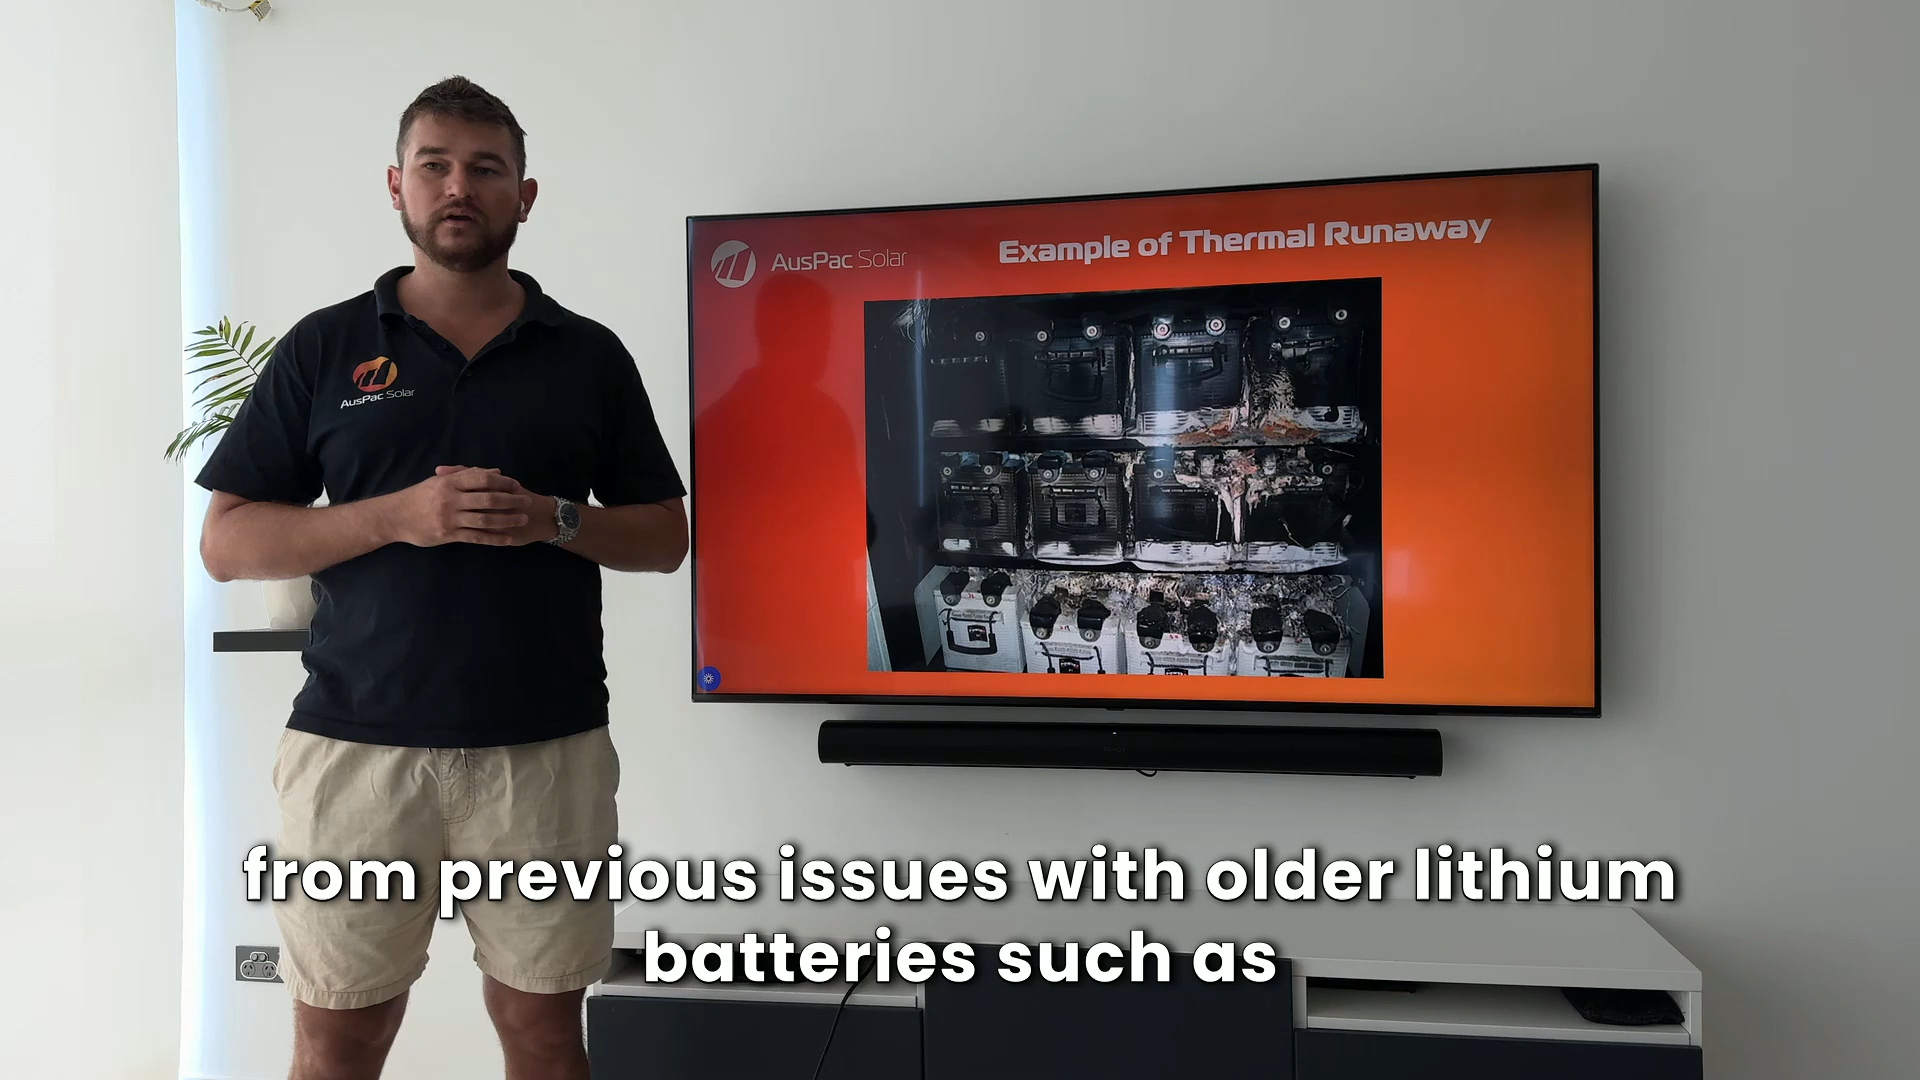 AusPac Solar
Example of Thermal Runaway
AusPac Solar
from previous issues with older lithium
batteries such as